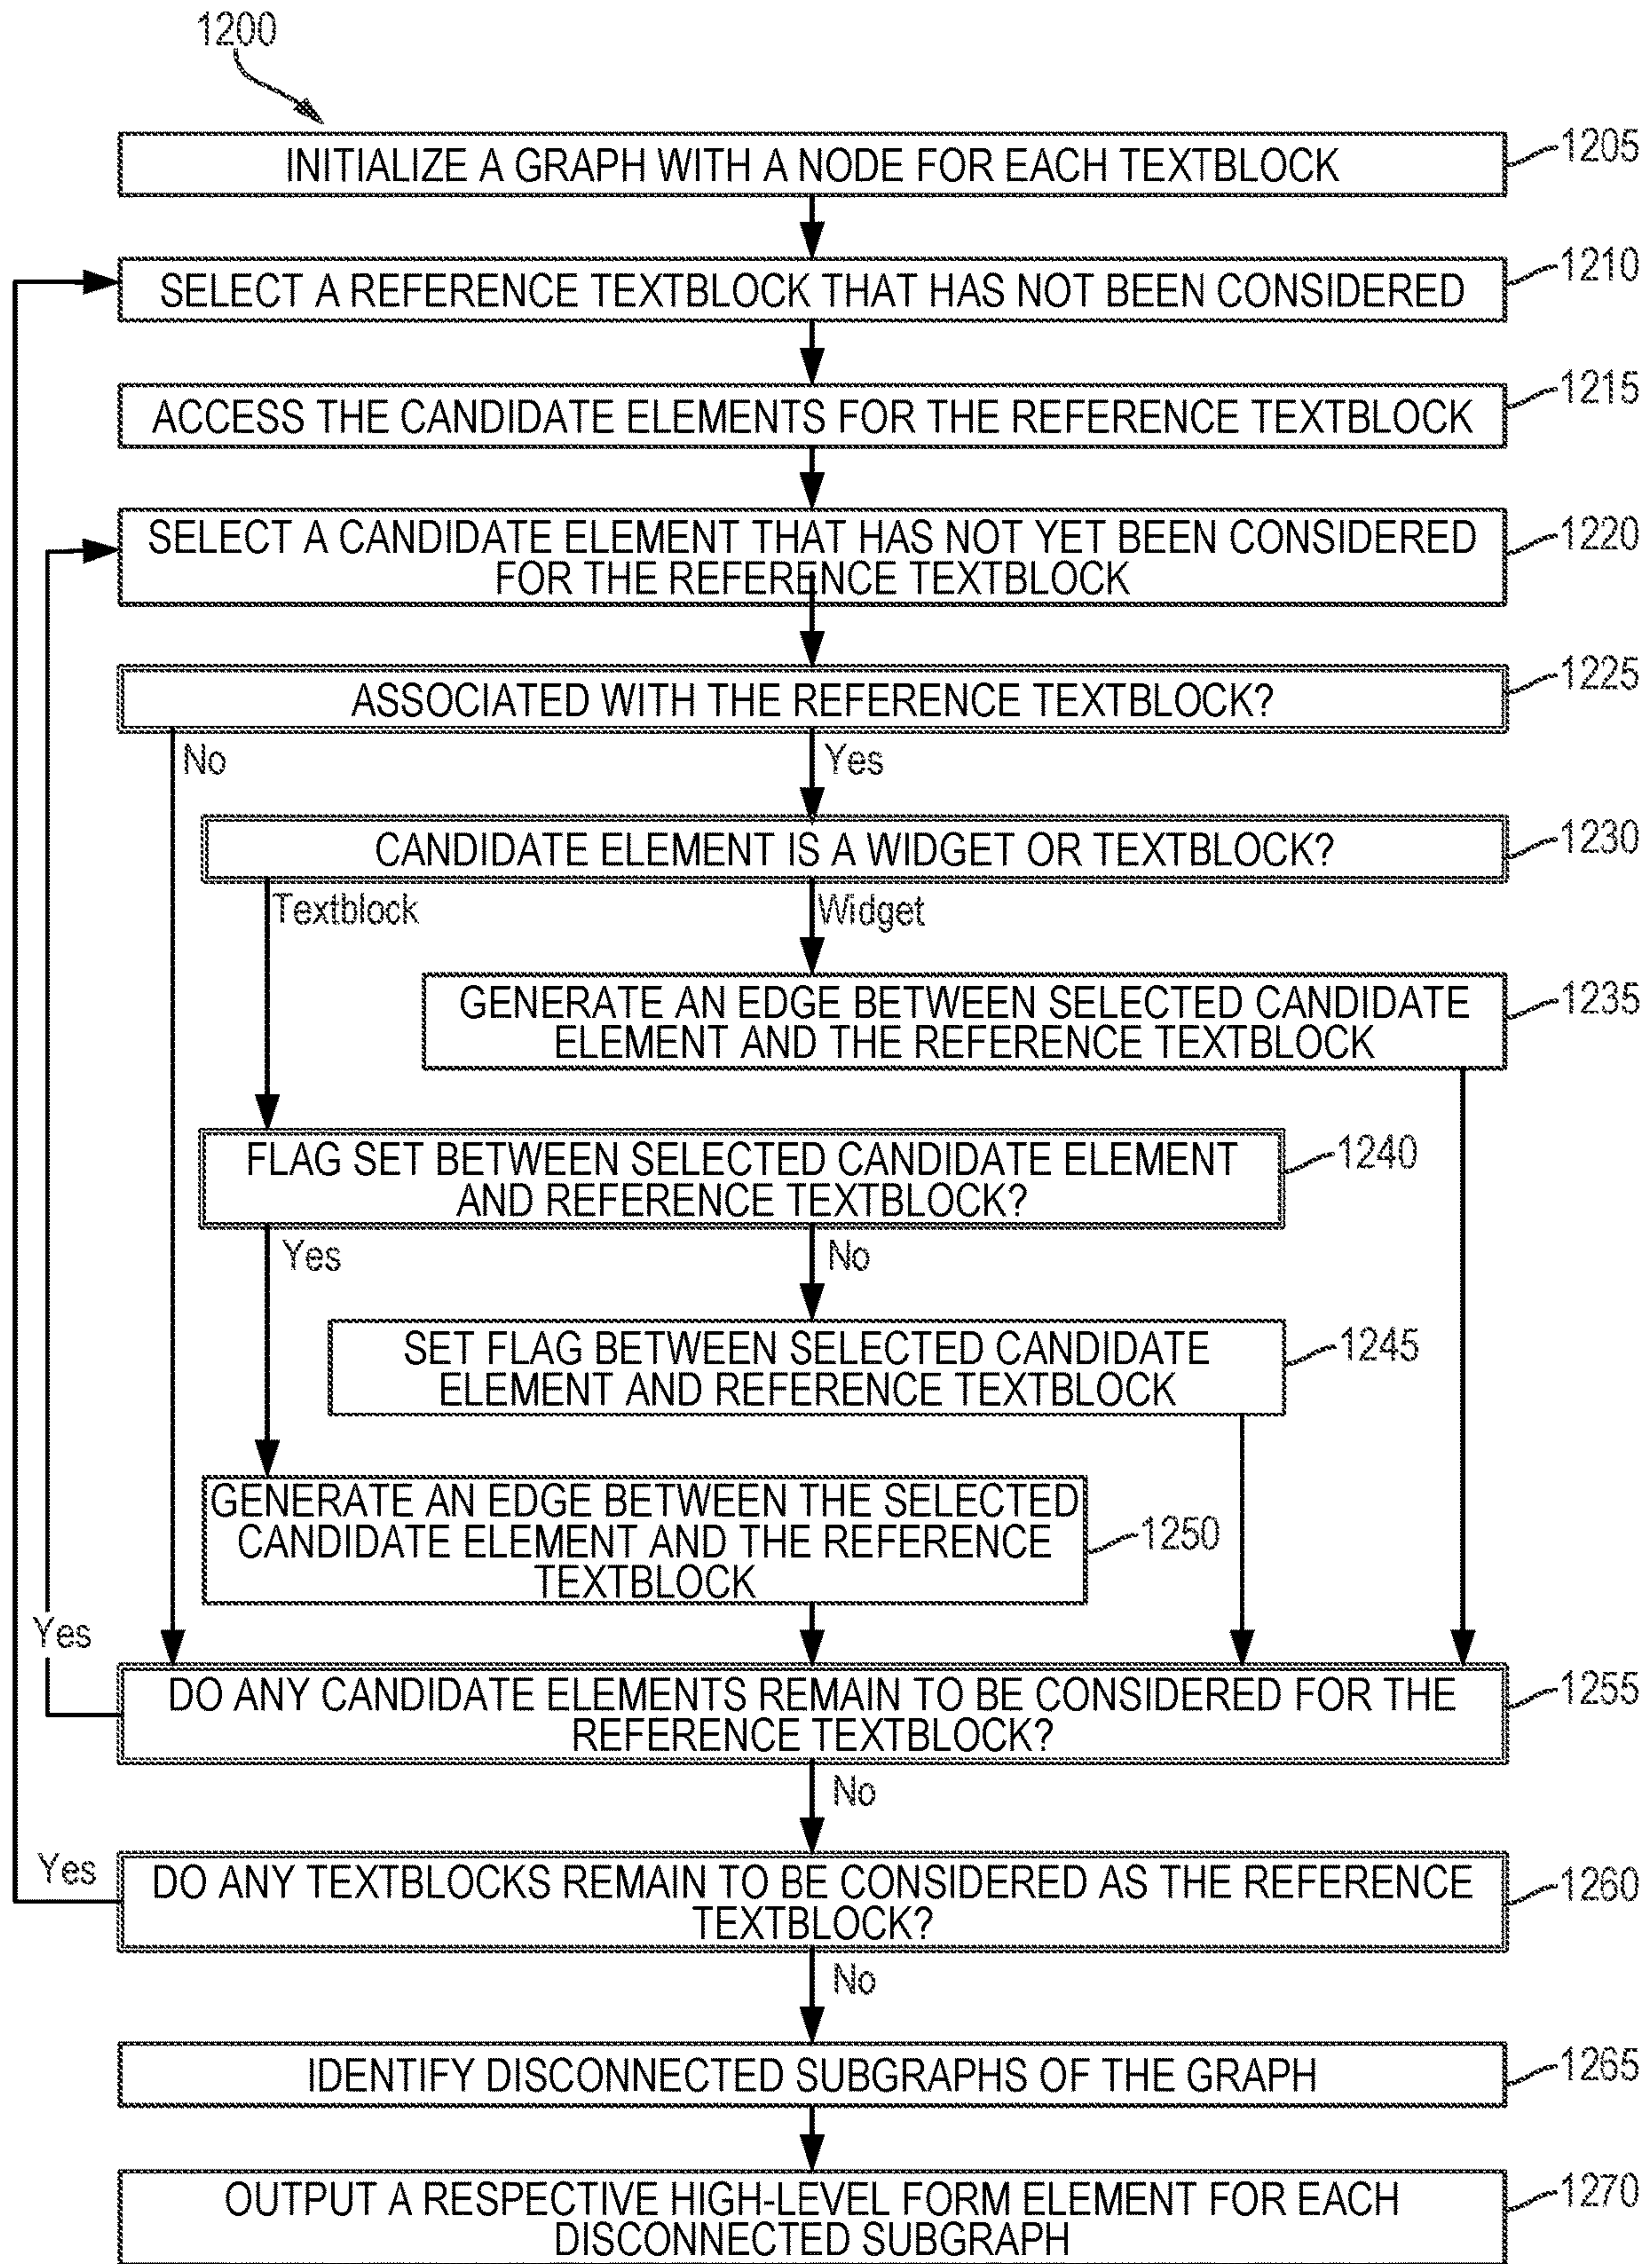 1200
INITIALIZE A GRAPH WITH A NODE FOR EACH TEXTBLOCK
1205
SELECT A REFERENCE TEXTBLOCK THAT HAS NOT BEEN CONSIDERED
1210
ACCESS THE CANDIDATE ELEMENTS FOR THE REFERENCE TEXTBLOCK
1215
SELECT A CANDIDATE ELEMENT THAT HAS NOT YET BEEN CONSIDERED
FOR THE REFERENCE TEXTBLOCK
1220
ASSOCIATED WITH THE REFERENCE TEXTBLOCK?
1225
No
Yes
CANDIDATE ELEMENT IS A WIDGET OR TEXTBLOCK?
1230
Textblock
Widget
GENERATE AN EDGE BETWEEN SELECTED CANDIDATE
ELEMENT AND THE REFERENCE TEXTBLOCK
1235
FLAG SET BETWEEN SELECTED CANDIDATE ELEMENT
AND REFERENCE TEXTBLOCK?
1240
Yes
No
SET FLAG BETWEEN SELECTED CANDIDATE
ELEMENT AND REFERENCE TEXTBLOCK
1245
GENERATE AN EDGE BETWEEN THE SELECTED
CANDIDATE ELEMENT AND THE REFERENCE
TEXTBLOCK
1250
Yes
DO ANY CANDIDATE ELEMENTS REMAIN TO BE CONSIDERED FOR THE
REFERENCE TEXTBLOCK?
1255
No
Yes
DO ANY TEXTBLOCKS REMAIN TO BE CONSIDERED AS THE REFERENCE
TEXTBLOCK?
1260
No
IDENTIFY DISCONNECTED SUBGRAPHS OF THE GRAPH
1265
OUTPUT A RESPECTIVE HIGH-LEVEL FORM ELEMENT FOR EACH
DISCONNECTED SUBGRAPH
1270